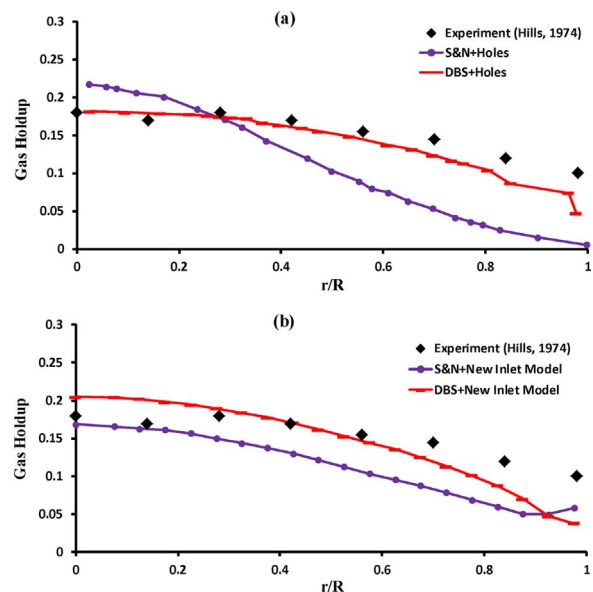 (a)
Experiment (Hills, 1974)
S&N+Holes
DBS+Holes
Gas Holdup
0.3
0.25
0.2
0.15
0.1
0.05
0
0 0.2 0.4 0.6 0.8 1
r/R
(b)
Experiment (Hills, 1974)
S&N+New Inlet Model
DBS+New Inlet Model
Gas Holdup
0.3
0.25
0.2
0.15
0.1
0.05
0
0 0.2 0.4 0.6 0.8 1
r/R